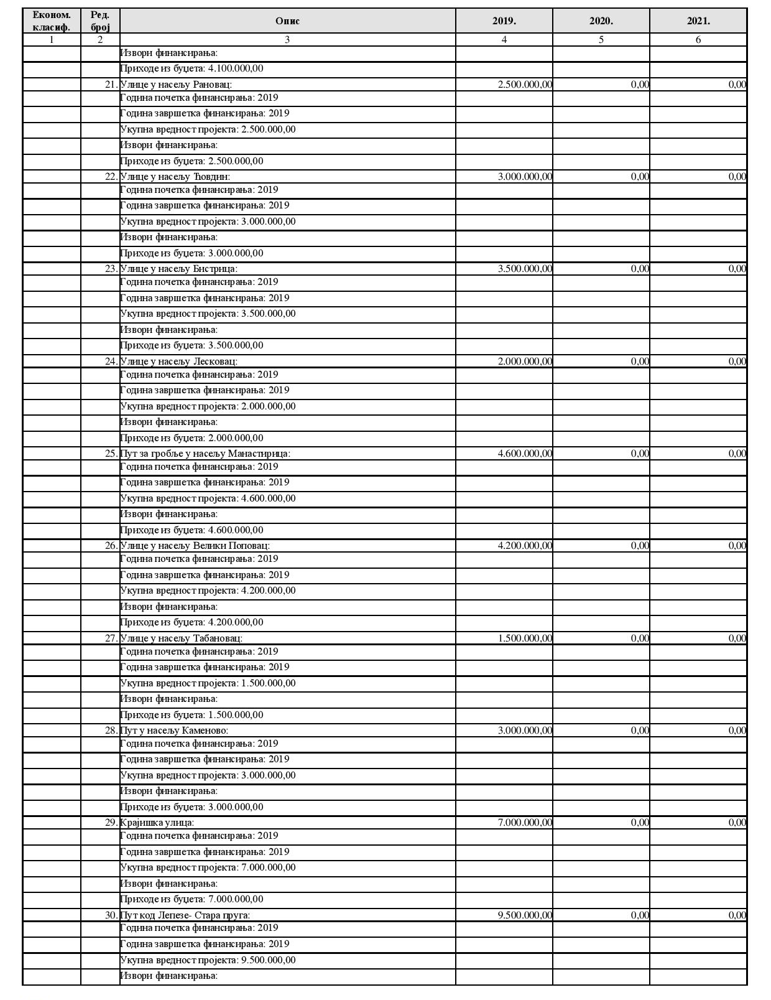 Економ. класиф. Ред. број Опис 2019. 2020. 2021.
1 2 3 4 5 6
Извори финансирања:
Приходе из буџета: 4.100.000,00
21. Улице у насељу Рановац: 2.500.000,00 0,00 0,00
Година почетка финансирања: 2019
Година завршетка финансирања: 2019
Укупна вредност пројекта: 2.500.000,00
Извори финансирања:
Приходе из буџета: 2.500.000,00
22. Улице у насељу Ћовдин: 3.000.000,00 0,00 0,00
Година почетка финансирања: 2019
Година завршетка финансирања: 2019
Укупна вредност пројекта: 3.000.000,00
Извори финансирања:
Приходе из буџета: 3.000.000,00
23. Улице у насељу Бистрица: 3.500.000,00 0,00 0,00
Година почетка финансирања: 2019
Година завршетка финансирања: 2019
Укупна вредност пројекта: 3.500.000,00
Извори финансирања:
Приходе из буџета: 3.500.000,00
24. Улице у насељу Лесковац: 2.000.000,00 0,00 0,00
Година почетка финансирања: 2019
Година завршетка финансирања: 2019
Укупна вредност пројекта: 2.000.000,00
Извори финансирања:
Приходе из буџета: 2.000.000,00
25. Пут за гробље у насељу Манастирица: 4.600.000,00 0,00 0,00
Година почетка финансирања: 2019
Година завршетка финансирања: 2019
Укупна вредност пројекта: 4.600.000,00
Извори финансирања:
Приходе из буџета: 4.600.000,00
26. Улице у насељу Велики Поповац: 4.200.000,00 0,00 0,00
Година почетка финансирања: 2019
Година завршетка финансирања: 2019
Укупна вредност пројекта: 4.200.000,00
Извори финансирања:
Приходе из буџета: 4.200.000,00
27. Улице у насељу Табановац: 1.500.000,00 0,00 0,00
Година почетка финансирања: 2019
Година завршетка финансирања: 2019
Укупна вредност пројекта: 1.500.000,00
Извори финансирања:
Приходе из буџета: 1.500.000,00
28. Пут у насељу Каменово: 3.000.000,00 0,00 0,00
Година почетка финансирања: 2019
Година завршетка финансирања: 2019
Укупна вредност пројекта: 3.000.000,00
Извори финансирања:
Приходе из буџета: 3.000.000,00
29. Крајишка улица: 7.000.000,00 0,00 0,00
Година почетка финансирања: 2019
Година завршетка финансирања: 2019
Укупна вредност пројекта: 7.000.000,00
Извори финансирања:
Приходе из буџета: 7.000.000,00
30. Пут код Лепезе- Стара пруга: 9.500.000,00 0,00 0,00
Година почетка финансирања: 2019
Година завршетка финансирања: 2019
Укупна вредност пројекта: 9.500.000,00
Извори финансирања: